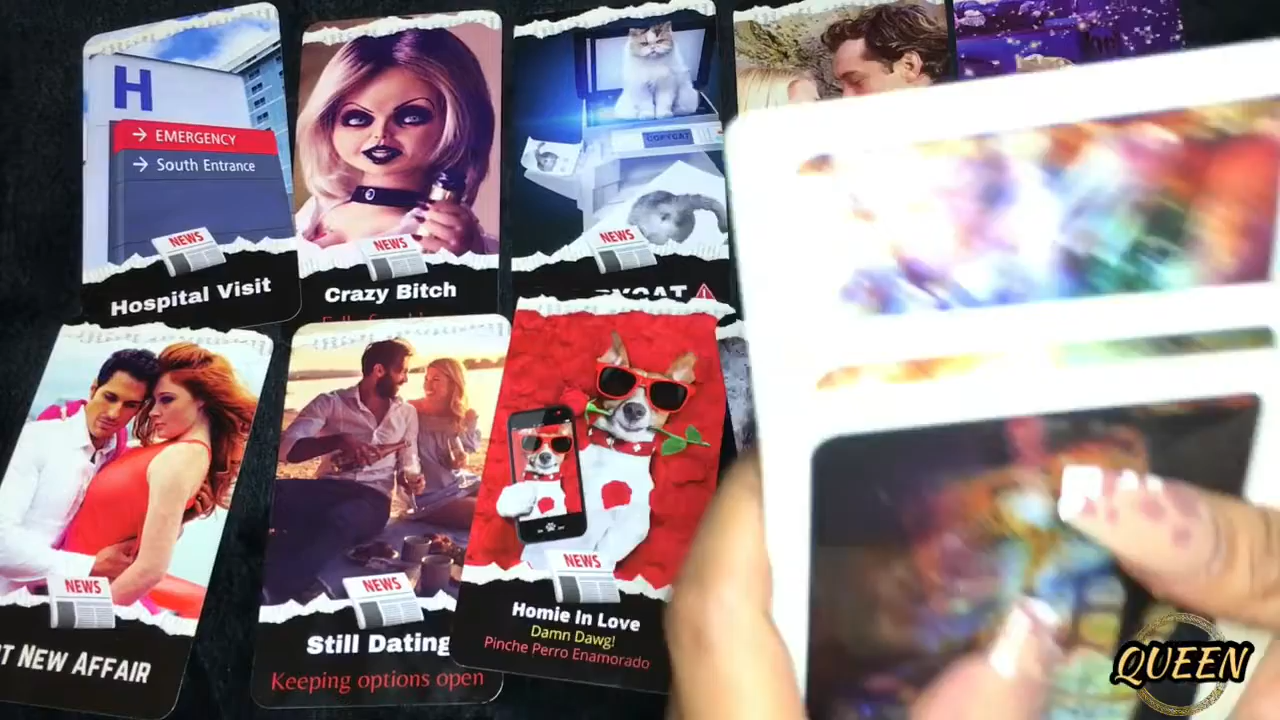 H
→ EMERGENCY
→ South Entrance
NEWS
Hospital Visit
NEWS
Crazy Bitch
COPYCAT
NEWS
NEWS
NEW AFFAIR
NEWS
Still Dating
Keeping options open
NEWS
Homie In Love
Damn Dawg!
Pinche Perro Enamorado
QUEEN